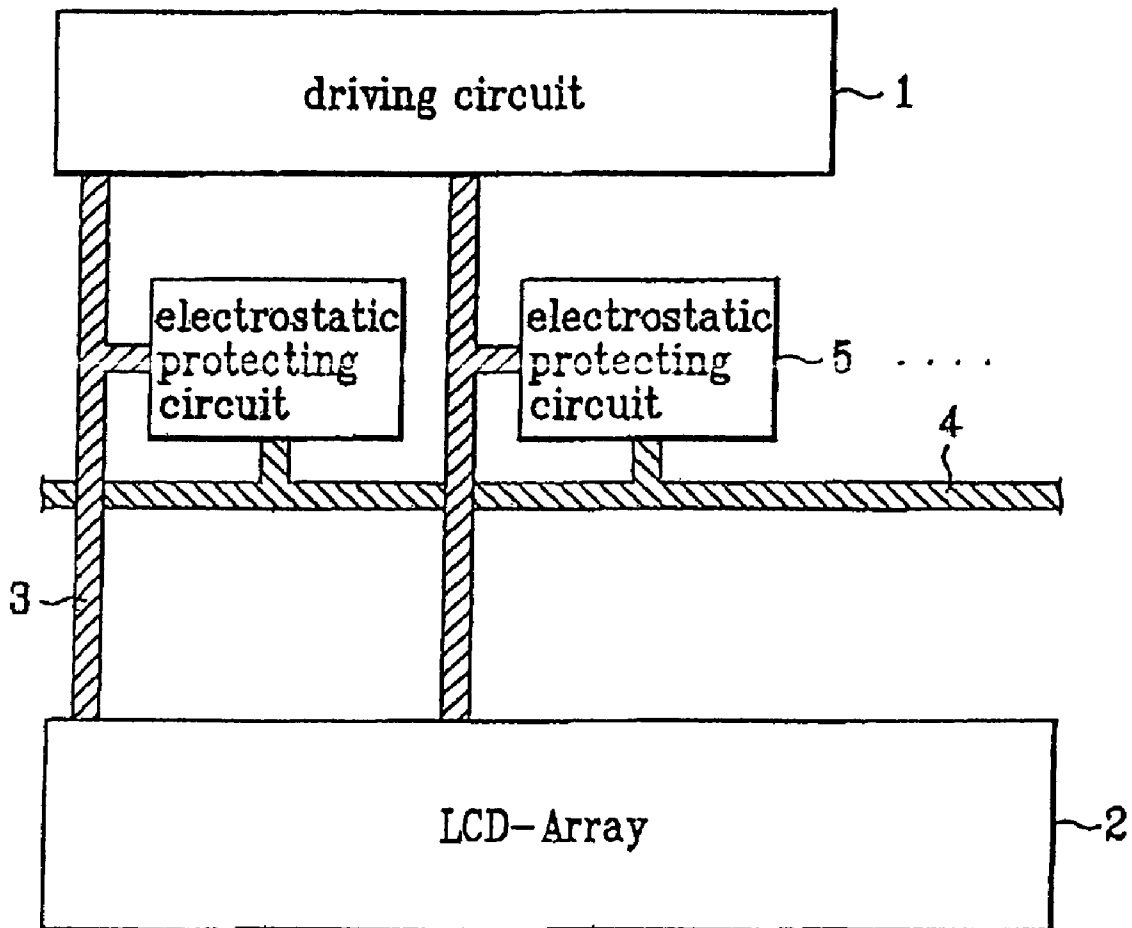 driving circuit
1
electrostatic
protecting
circuit
electrostatic
protecting
circuit
5
. . . .
4
3
LCD-Array
2